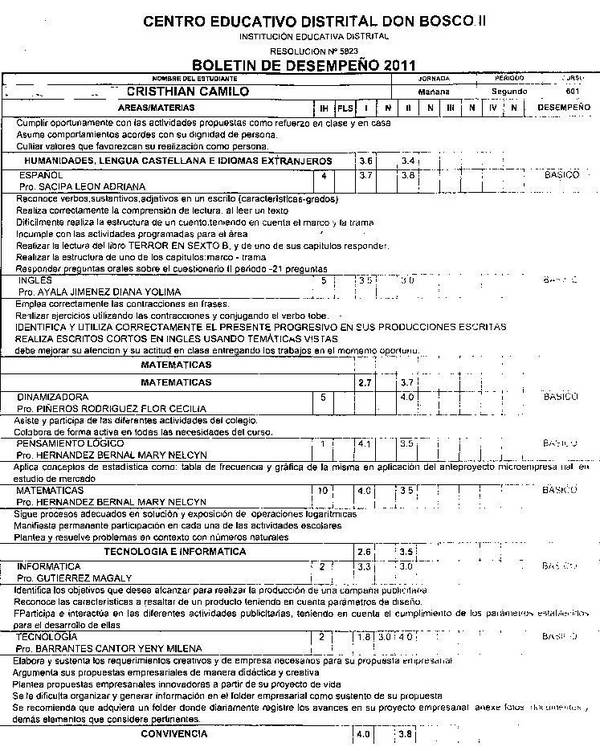 CENTRO EDUCATIVO DISTRITAL DON BOSCO II
INSTITUCIÓN EDUCATIVA DISTRITAL
RESOLUCION Nº 5823
BOLETIN DE DESEMPEÑO 2011
NOMBRE DEL ESTUDIANTE JORNADA PERIODO CURSO
CRISTHIAN CAMILO Mañana Segundo 601
AREAS/MATERIAS IH FLS I N II N III N IV N DESEMPEÑO
Cumplir oportunamente con las actividades propuestas como refuerzo en clase y en casa
Asume comportamientos acordes con su dignidad de persona.
Cultiar valores que favorezcan su realización como persona.
HUMANIDADES, LENGUA CASTELLANA E IDIOMAS EXTRANJEROS 3.6 3.4
ESPAÑOL 4 3.7 3.8 BASICO
Pro. SACIPA LEON ADRIANA
Reconoce verbos,sustantivos,adjetivos en un escrito (caracteristicas-grados)
Realiza correctamente la comprensión de lectura, al leer un texto
Dificilmente realiza la estructura de un cuento,teniendo en cuenta el marco y la trama
Incumple con las actividades programadas para el área
Realizar la lectura del libro TERROR EN SEXTO B, y de uno de sus capitulos responder.
Realizar la estructura de uno de los capitulos:marco - trama
Responder preguntas orales sobre el cuestionario II periodo -21 preguntas
INGLÉS 5 3.5 3.0
Pro. AYALA JIMENEZ DIANA YOLIMA
Emplea correctamente las contracciones en frases.
Realizar ejercicios utilizando las contracciones y conjugando el verbo tobe.
IDENTIFICA Y UTILIZA CORRECTAMENTE EL PRESENTE PROGRESIVO EN SUS PRODUCCIONES ESCRITAS
REALIZA ESCRITOS CORTOS EN INGLES USANDO TEMÁTICAS VISTAS
debe mejorar su atencion y su actitud en clase entregando los trabajos en el momento oportuno.
MATEMATICAS
MATEMATICAS 2.7 3.7
DINAMIZADORA 5 4.0 BASICO
Pro. PIÑEROS RODRIGUEZ FLOR CECILIA
Asiste y participa de las diferentes actividades del colegio.
Colabora de forma activa en todas las necesidades del curso.
PENSAMIENTO LÓGICO 1 4.1 3.5 BASICO
Pro. HERNANDEZ BERNAL MARY NELCYN
Aplica conceptos de estadistica como: tabla de frecuencia y gráfica de la misma en aplicación del anteproyecto microempresa rial en
estudio de mercado
MATEMATICAS 10 4.0 3.5 BASICO
Pro. HERNANDEZ BERNAL MARY NELCYN
Sigue procesos adecuados en solución y exposición de operaciones logaritmicas
Manifiesta permanente participación en cada una de las actividades escolares
Plantea y resuelve problemas en contexto con números naturales
TECNOLOGIA E INFORMATICA 2.6 3.5
INFORMATICA 2 3.3 3.0
Pro. GUTIERREZ MAGALY
Identifica los objetivos que desea alcanzar para realizar la producción de una campaña publicitaria
Reconoce las caracteristicas a resaltar de un producto teniendo en cuenta parámetros de diseño.
FParticipa e interactúa en las diferentes actividades publicitarias, teniendo en cuenta el cumplimiento de los parámetros establecidos
para el desarrollo de ellas
TECNOLOGÍA 2 1.8 3.0 4.0
Pro. BARRANTES CANTOR YENY MILENA
Elabora y sustenta los requerimientos creativos y de empresa necesarios para su propuesta empresarial
Argumenta sus propuestas empresariales de manera didáctica y creativa
Plantea propuestas empresariales innovadoras a partir de su proyecto de vida
Se le dificulta organizar y generar información en el folder empresarial como sustento de su propuesta
Se recomienda que adquiera un folder donde diariamente registre los avances en su proyecto empresarial anexe fotos documentos y
demás elementos que considere pertinentes.
CONVIVENCIA 4.0 3.8